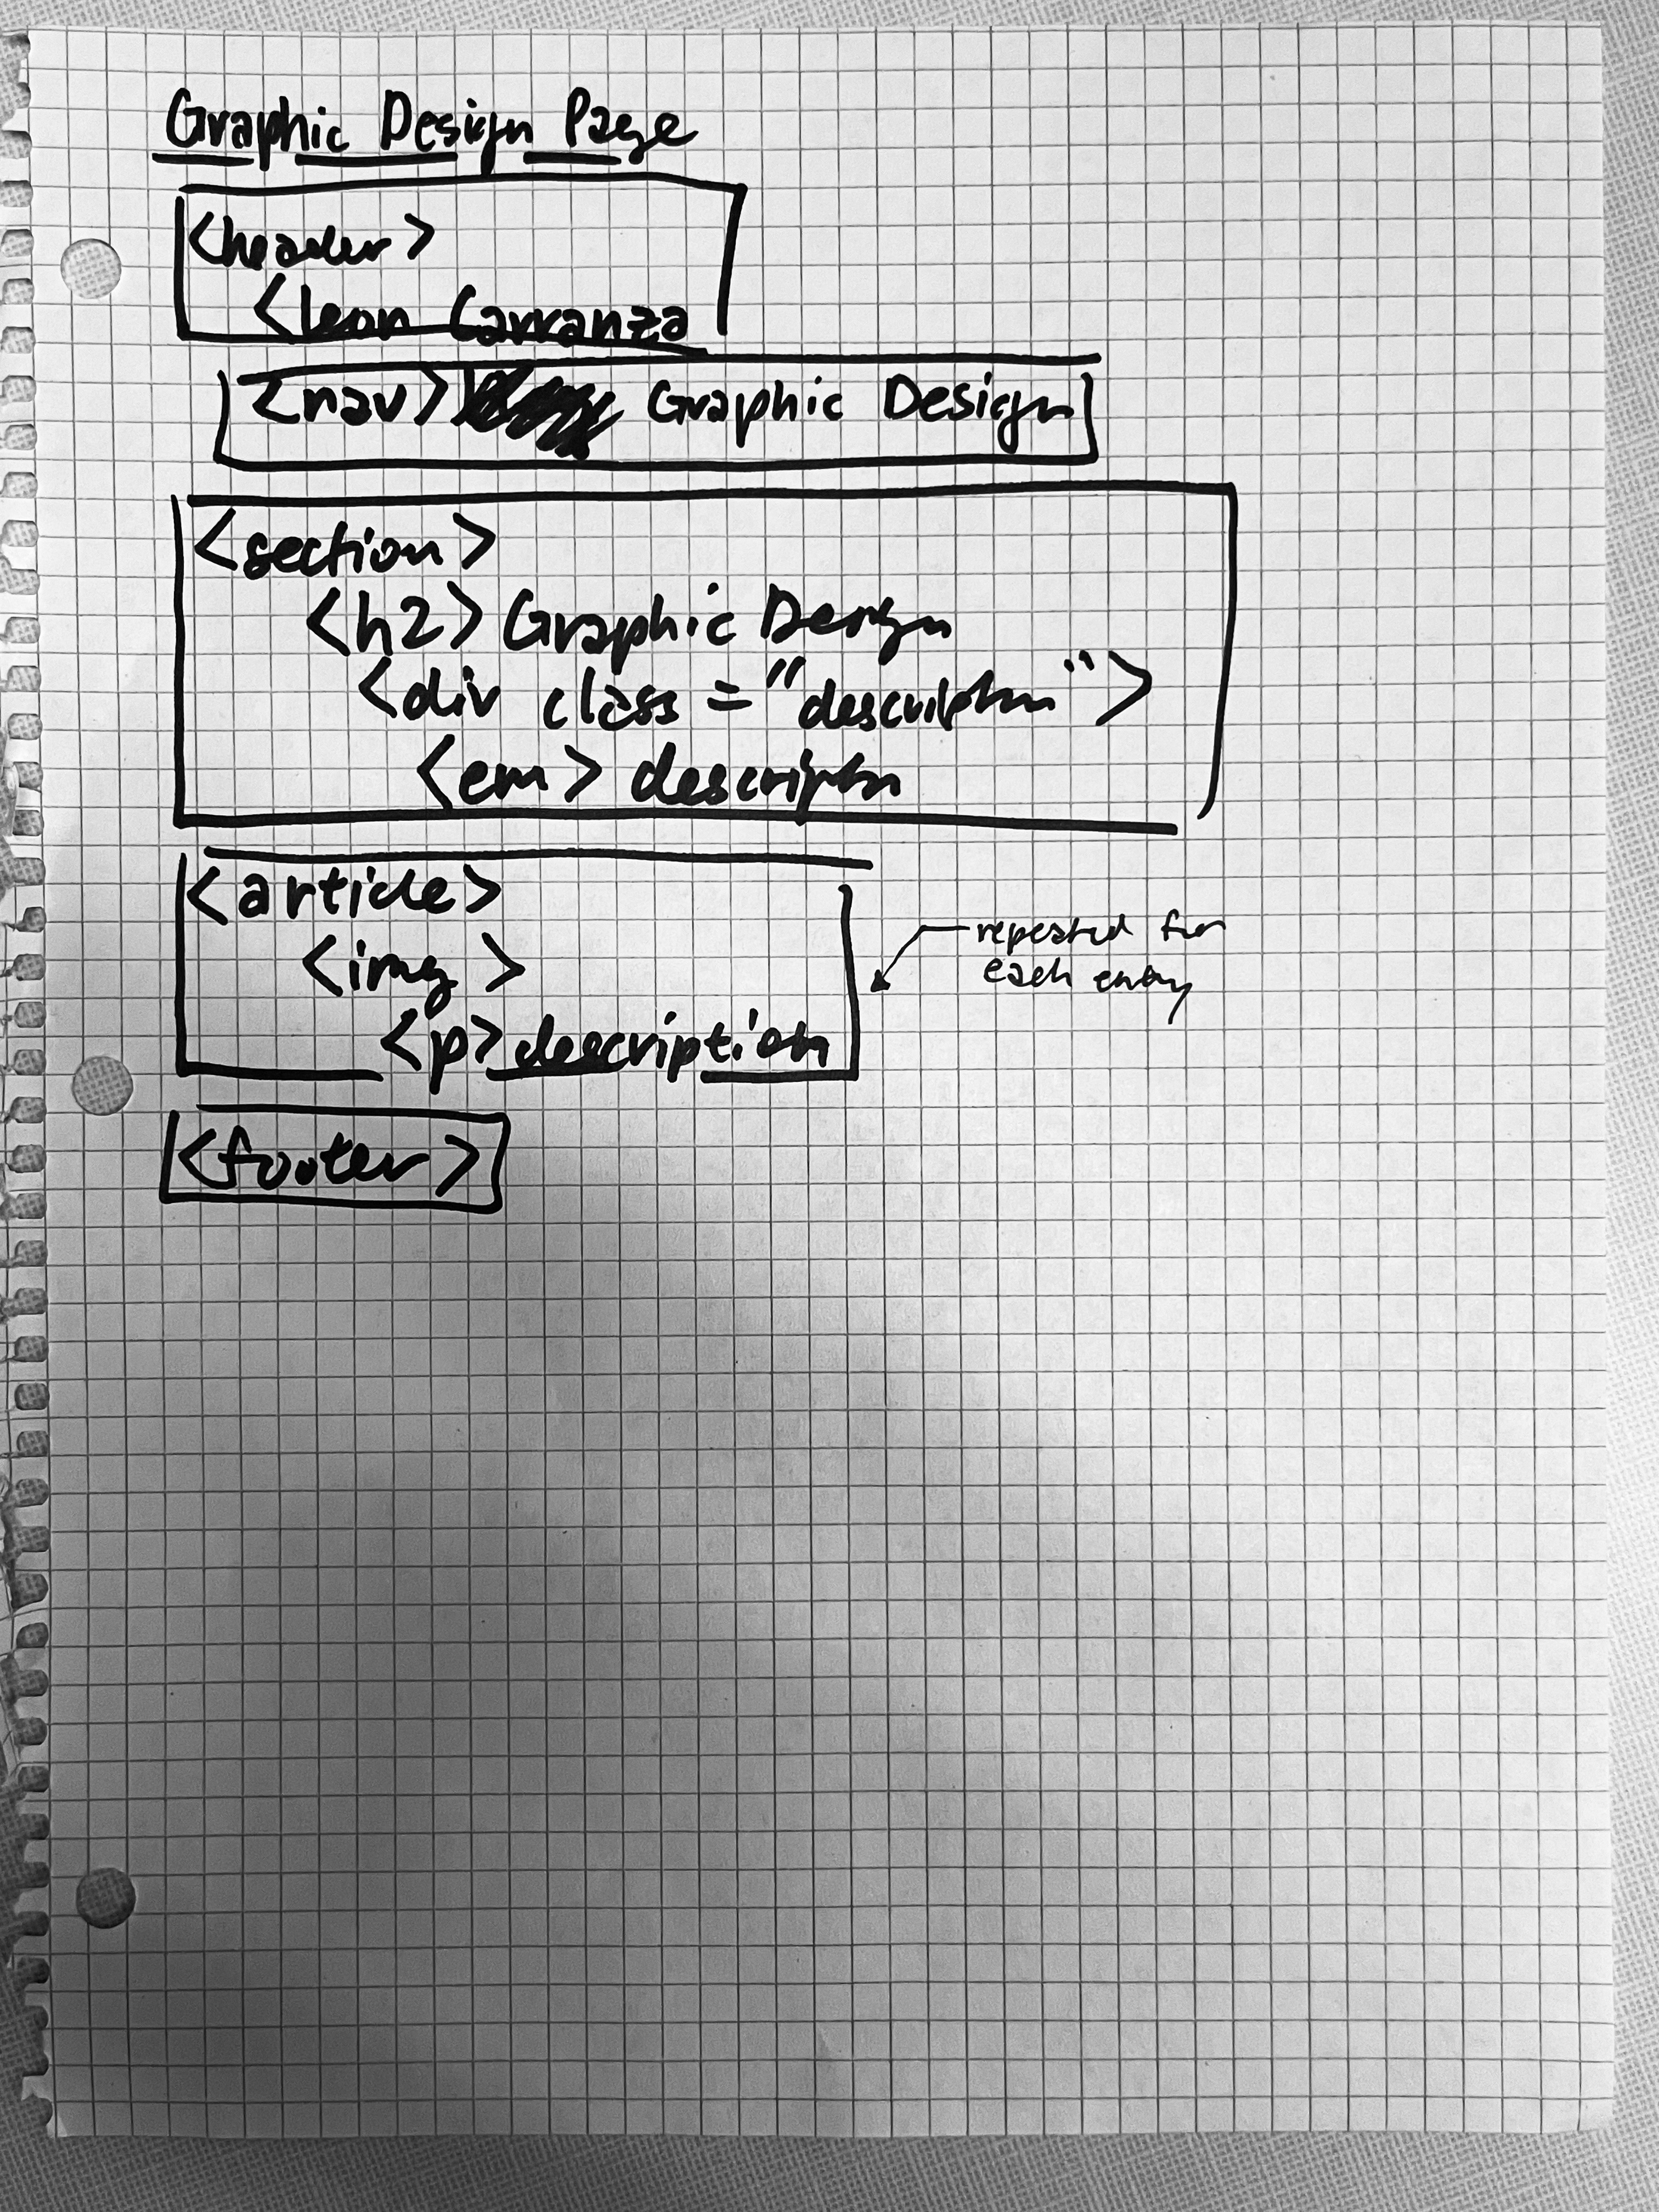 Graphic Design Page
<header>
<leon Carranza
<nav> Graphic Design
<section>
<h2> Graphic Design
<div class = "description">
<em> description
<article>
<img>
<p> description
repeated for
each entry
<footer>